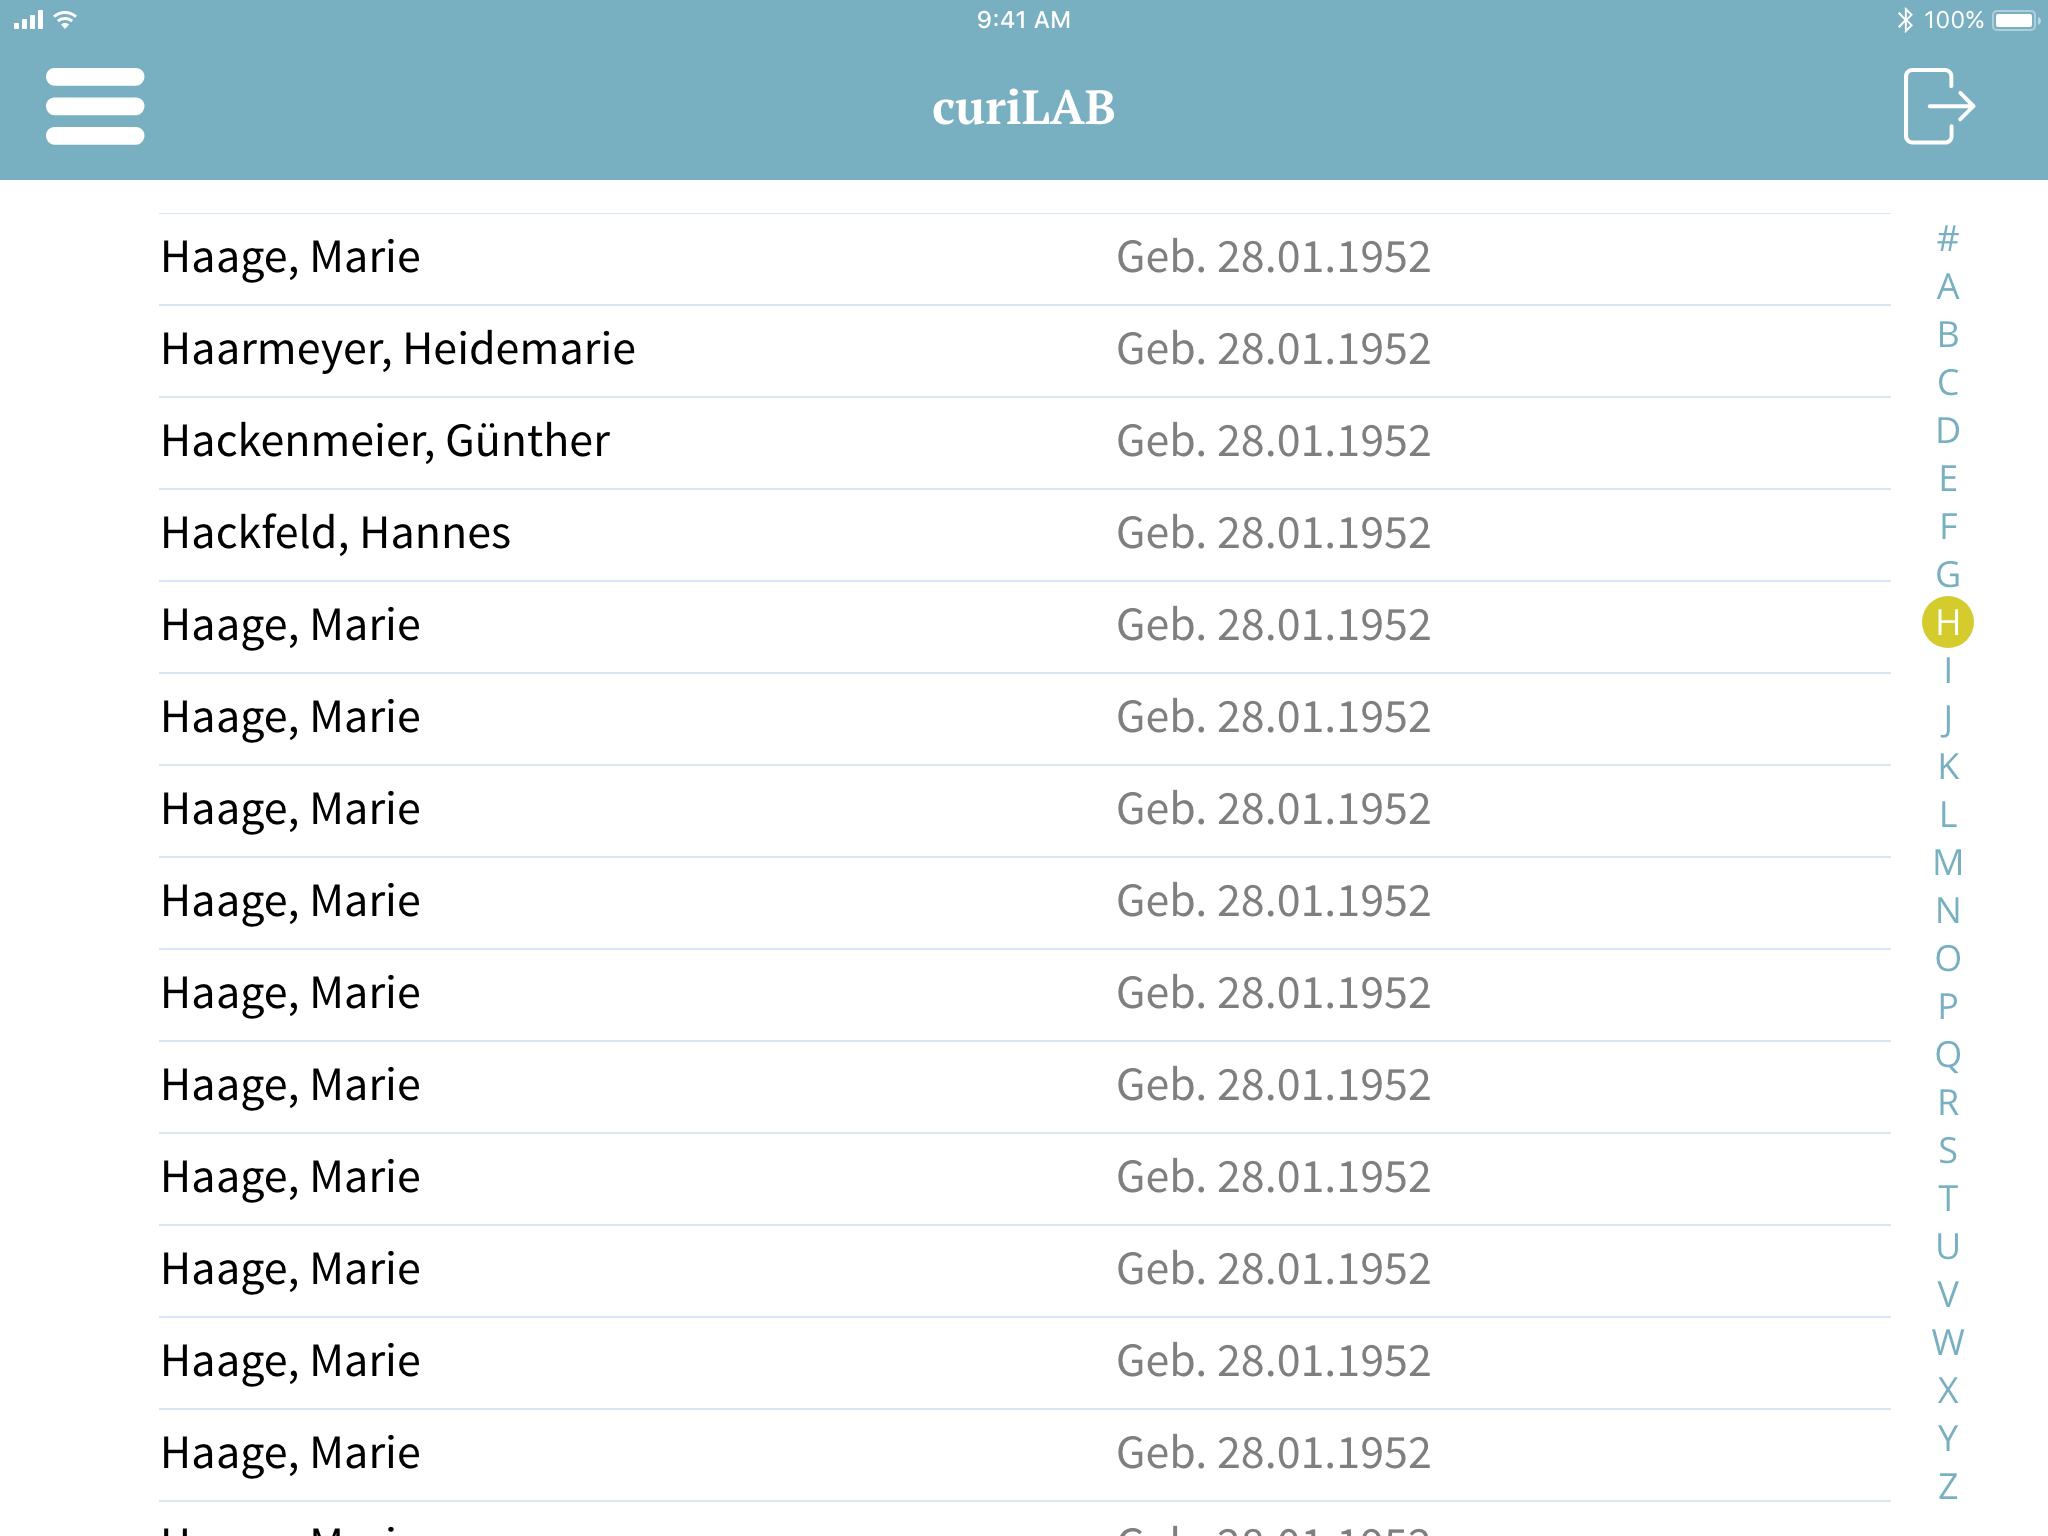 9:41 AM
100%
curiLAB
Haage, Marie Geb. 28.01.1952
Haarmeyer, Heidemarie Geb. 28.01.1952
Hackenmeier, Günther Geb. 28.01.1952
Hackfeld, Hannes Geb. 28.01.1952
Haage, Marie Geb. 28.01.1952
Haage, Marie Geb. 28.01.1952
Haage, Marie Geb. 28.01.1952
Haage, Marie Geb. 28.01.1952
Haage, Marie Geb. 28.01.1952
Haage, Marie Geb. 28.01.1952
Haage, Marie Geb. 28.01.1952
Haage, Marie Geb. 28.01.1952
Haage, Marie Geb. 28.01.1952
Haage, Marie Geb. 28.01.1952
#
A
B
C
D
E
F
G
H
I
J
K
L
M
N
O
P
Q
R
S
T
U
V
W
X
Y
Z